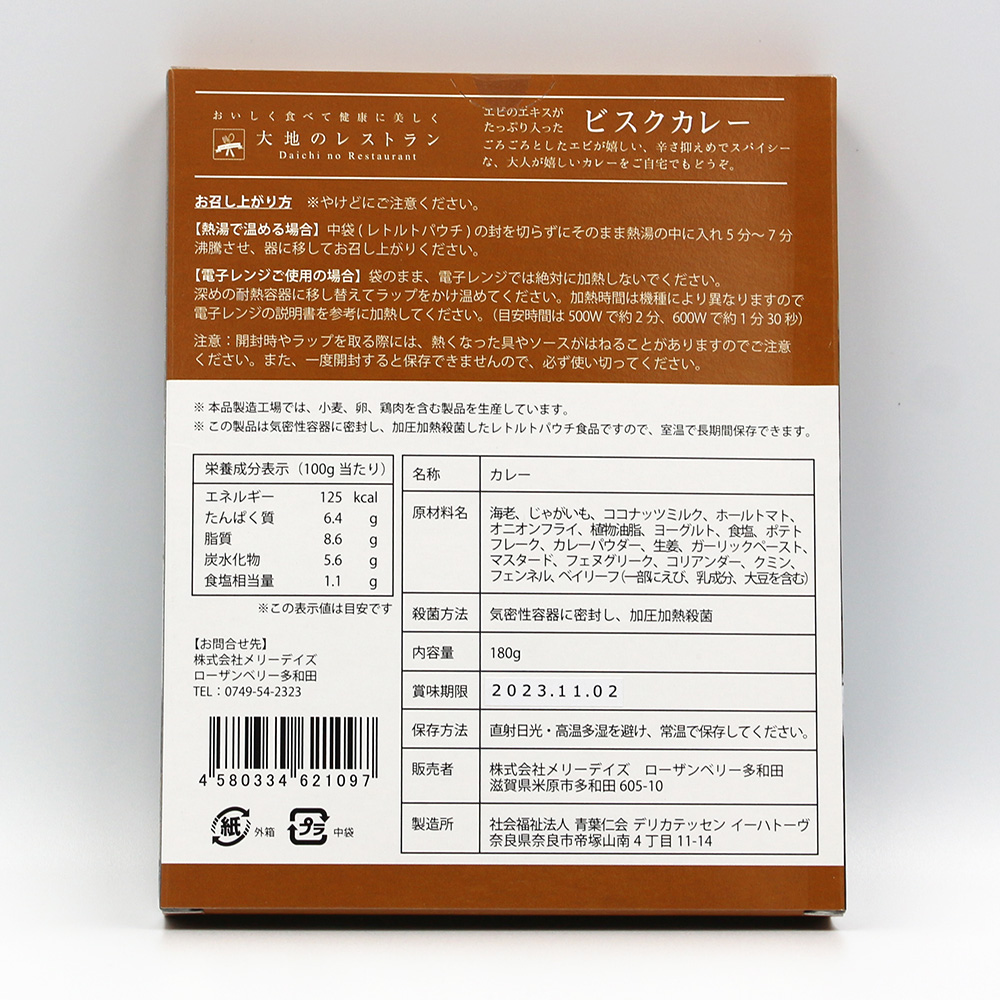 おいしく食べて健康に美しく
大地のレストラン
Daichi no Restaurant
エビのエキスが
たっぷり入った
ビスクカレー
ごろごろとしたエビが嬉しい、辛さ抑えめでスパイシー
な、大人が嬉しいカレーをご自宅でもどうぞ。
お召し上がり方 ※やけどにご注意ください。
【熱湯で温める場合】中袋(レトルトパウチ)の封を切らずにそのまま熱湯の中に入れ5分〜7分
沸騰させ、器に移してお召し上がりください。
【電子レンジご使用の場合】袋のまま、電子レンジでは絶対に加熱しないでください。
深めの耐熱容器に移し替えてラップをかけ温めてください。加熱時間は機種により異なりますので
電子レンジの説明書を参考に加熱してください。(目安時間は500Wで約2分、600Wで約1分30秒)
注意：開封時やラップを取る際には、熱くなった具やソースがはねることがありますのでご注意
ください。また、一度開封すると保存できませんので、必ず使い切ってください。
※ 本品製造工場では、小麦、卵、鶏肉を含む製品を生産しています。
※ この製品は気密性容器に密封し、加圧加熱殺菌したレトルトパウチ食品ですので、室温で長期間保存できます。
栄養成分表示（100g 当たり）
エネルギー 125 kcal
たんぱく質 6.4 g
脂質 8.6 g
炭水化物 5.6 g
食塩相当量 1.1 g
※この表示値は目安です
【お問合せ先】
株式会社メリーデイズ
ローザンベリー多和田
TEL：0749-54-2323
4 580334 621097
紙 外箱 プラ 中袋
名称 カレー
原材料名 海老、じゃがいも、ココナッツミルク、ホールトマト、
オニオンフライ、植物油脂、ヨーグルト、食塩、ポテト
フレーク、カレーパウダー、生姜、ガーリックペースト、
マスタード、フェヌグリーク、コリアンダー、クミン、
フェンネル、ベイリーフ（一部にえび、乳成分、大豆を含む）
殺菌方法 気密性容器に密封し、加圧加熱殺菌
内容量 180g
賞味期限 2023.11.02
保存方法 直射日光・高温多湿を避け、常温で保存してください。
販売者 株式会社メリーデイズ ローザンベリー多和田
滋賀県米原市多和田 605-10
製造所 社会福祉法人 青葉仁会 デリカテッセン イーハトーヴ
奈良県奈良市帝塚山南4丁目11-14